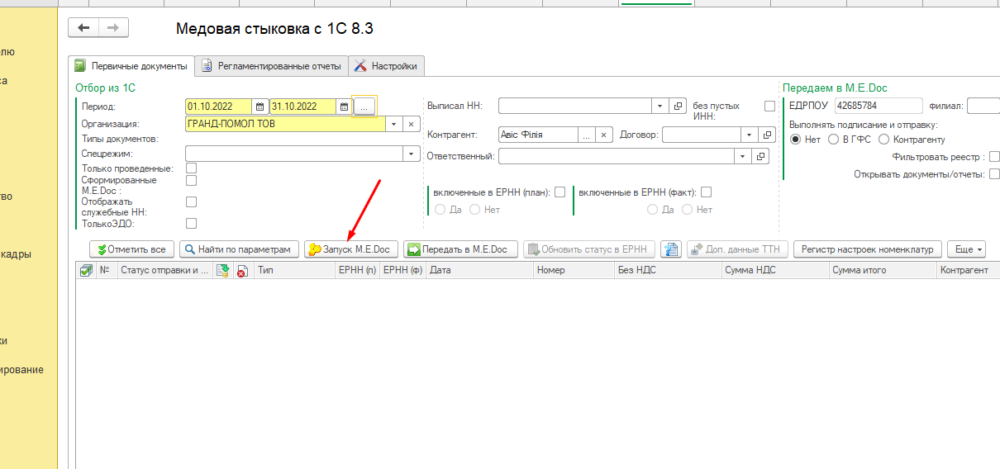 Медовая стыковка с 1С 8.3
елю
са
тво
кадры
ки
ирование
Первичные документы
Регламентированные отчеты
Настройки
Отбор из 1С
Период:
01.10.2022
31.10.2022
...
Организация:
ГРАНД-ПОМОЛ ТОВ
Типы документов:
Спецрежим:
Только проведенные:
Сформированные
M.E.Doc :
Отображать
служебные НН:
ТолькоЭДО:
Выписал НН:
без пустых
ИНН:
Контрагент:
Авіс Філія
...
Договор:
Ответственный:
включенные в ЕРНН (план):
Да
Нет
включенные в ЕРНН (факт):
Да
Нет
Передаем в M.E.Doc
ЕДРПОУ
42685784
филиал:
Выполнять подписание и отправку:
Нет
В ГФС
Контрагенту
Фильтровать реестр :
Открывать документы/отчеты:
Отметить все
Найти по параметрам
Запуск M.E.Doc
Передать в M.E.Doc
Обновить статус в ЕРНН
Доп. данные ТТН
Регистр настроек номенклатур
Еще
№
Статус отправки и ...
Тип
ЕРНН (п)
ЕРНН (ф)
Дата
Номер
Без НДС
Сумма НДС
Сумма итого
Контрагент